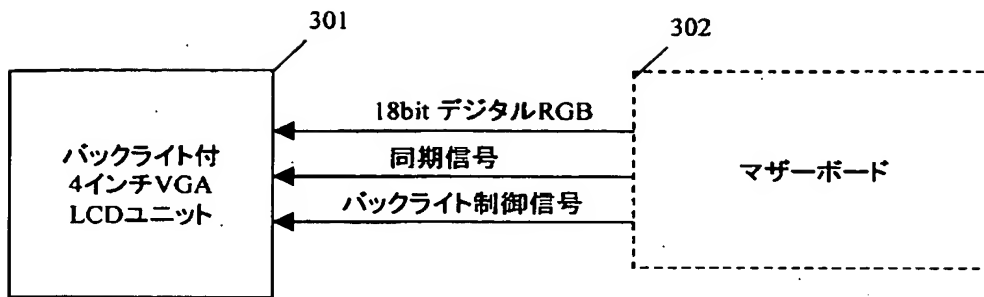 301
302
18bit デジタルRGB
同期信号
バックライト制御信号
バックライト付
4インチVGA
LCDユニット
マザーボード